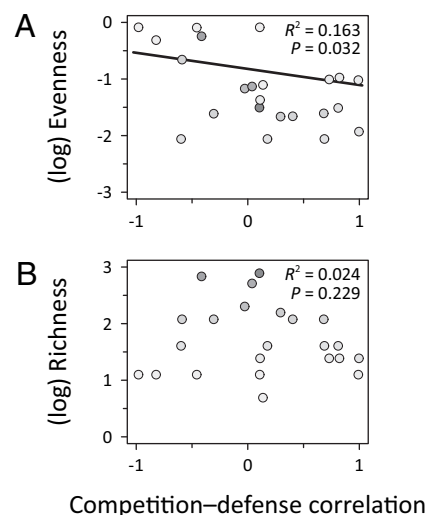 A
R² = 0.163
P = 0.032
(log) Evenness
0
-1
-2
-3
-1
0
1
B
R² = 0.024
P = 0.229
(log) Richness
3
2
1
0
-1
0
1
Competition–defense correlation